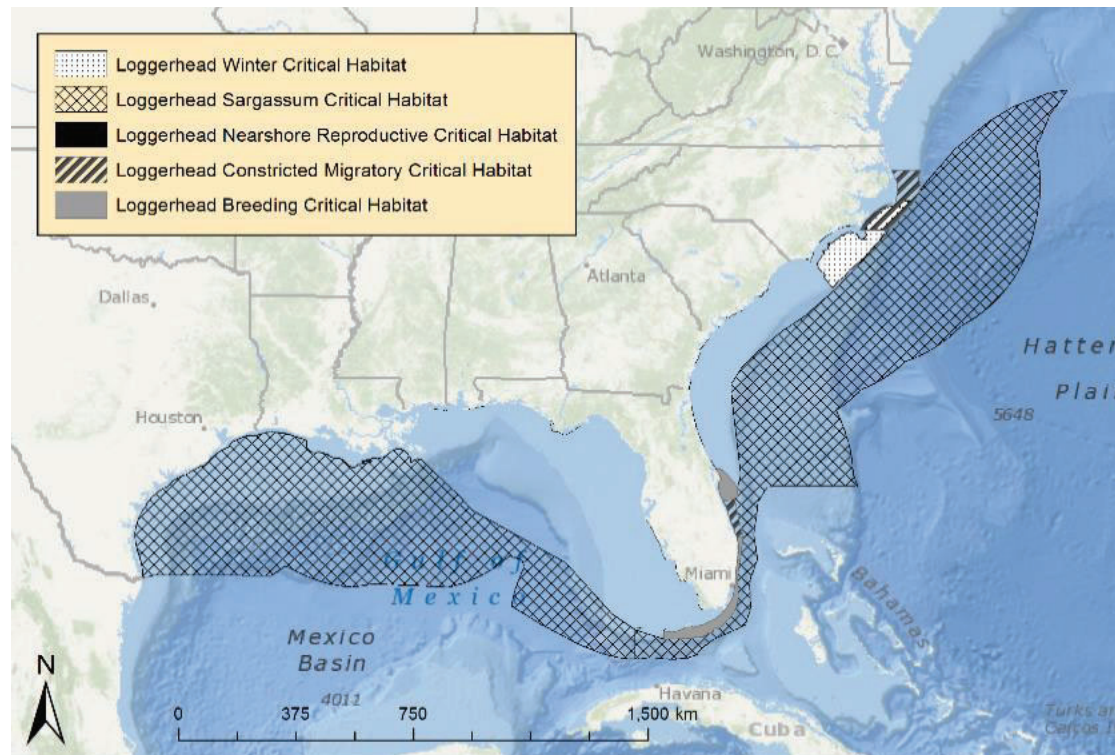 Loggerhead Winter Critical Habitat
Loggerhead Sargassum Critical Habitat
Loggerhead Nearshore Reproductive Critical Habitat
Loggerhead Constricted Migratory Critical Habitat
Loggerhead Breeding Critical Habitat
Washington, D.C.
Atlanta
Dallas
Houston
Hatter
Plai
5648
Gulf of
Mexico
Miami
Bahamas
Mexico
Basin
4011
Havana
Cuba
Turks a
Caicos
N
0 375 750 1,500 km